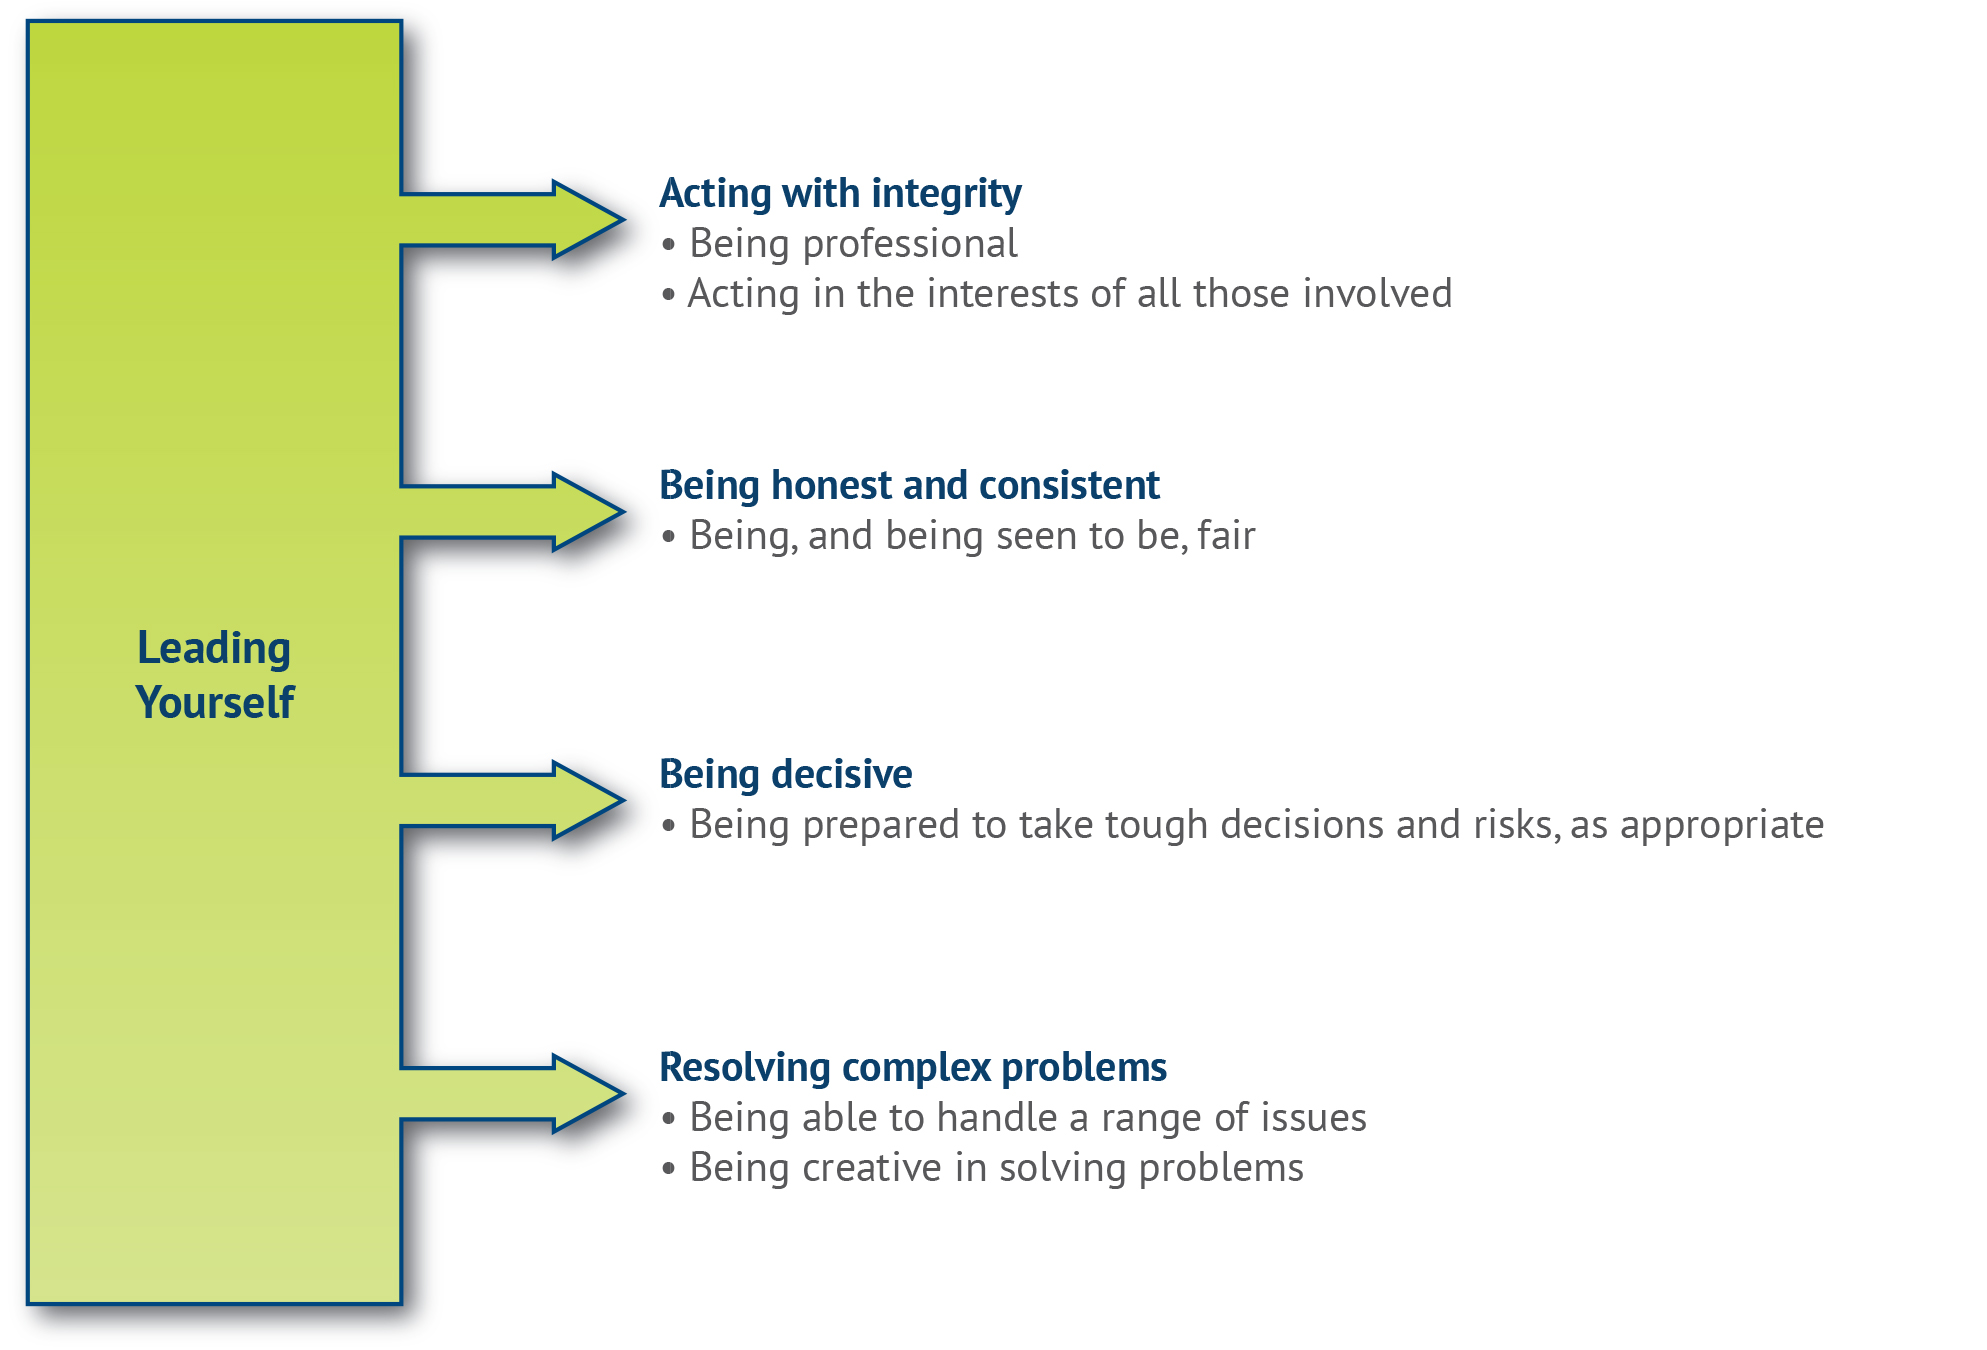 Leading
Yourself
Acting with integrity
• Being professional
• Acting in the interests of all those involved
Being honest and consistent
• Being, and being seen to be, fair
Being decisive
• Being prepared to take tough decisions and risks, as appropriate
Resolving complex problems
• Being able to handle a range of issues
• Being creative in solving problems